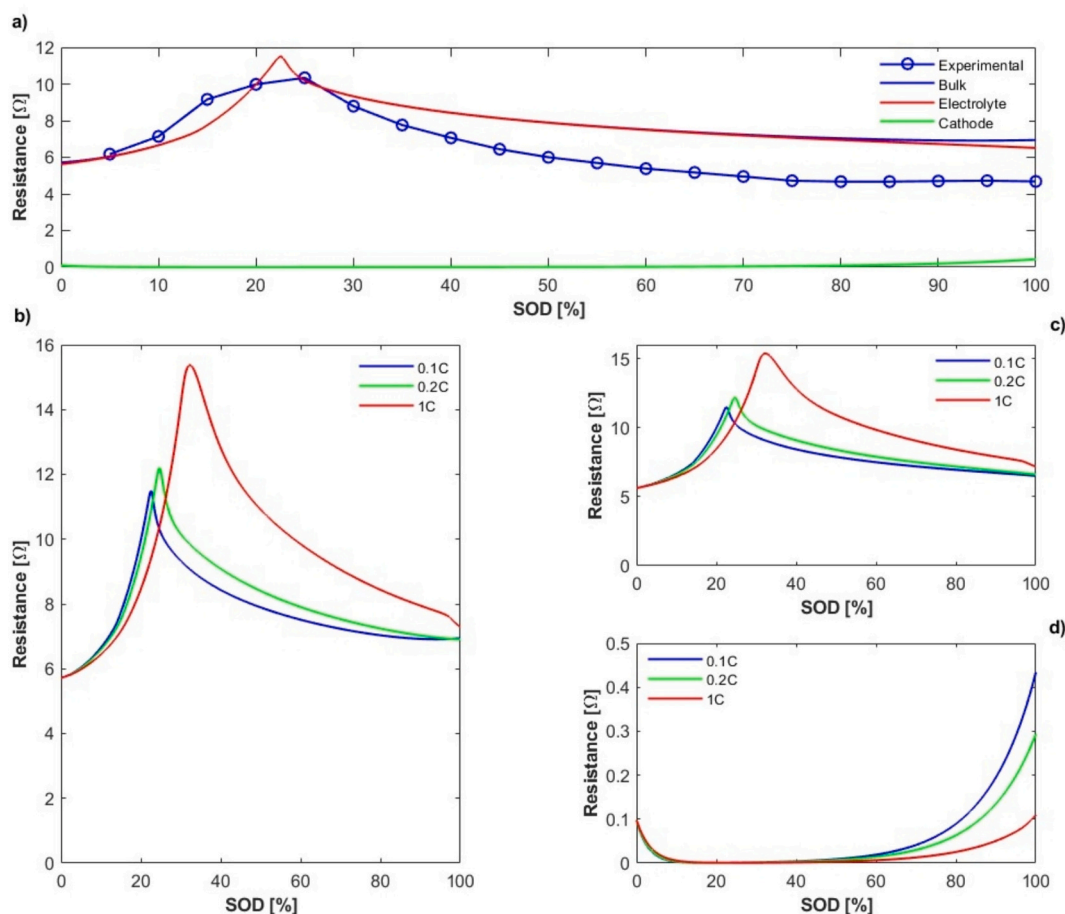 a)
12
10
8
6
4
2
0
Resistance [Ω]
Experimental
Bulk
Electrolyte
Cathode
0 10 20 30 40 50 60 70 80 90 100
SOD [%]
b)
16
14
12
10
8
6
4
2
0
Resistance [Ω]
0.1C
0.2C
1C
0 20 40 60 80 100
SOD [%]
c)
15
10
5
0
Resistance [Ω]
0.1C
0.2C
1C
0 20 40 60 80 100
SOD [%]
d)
0.5
0.4
0.3
0.2
0.1
0
Resistance [Ω]
0.1C
0.2C
1C
0 20 40 60 80 100
SOD [%]